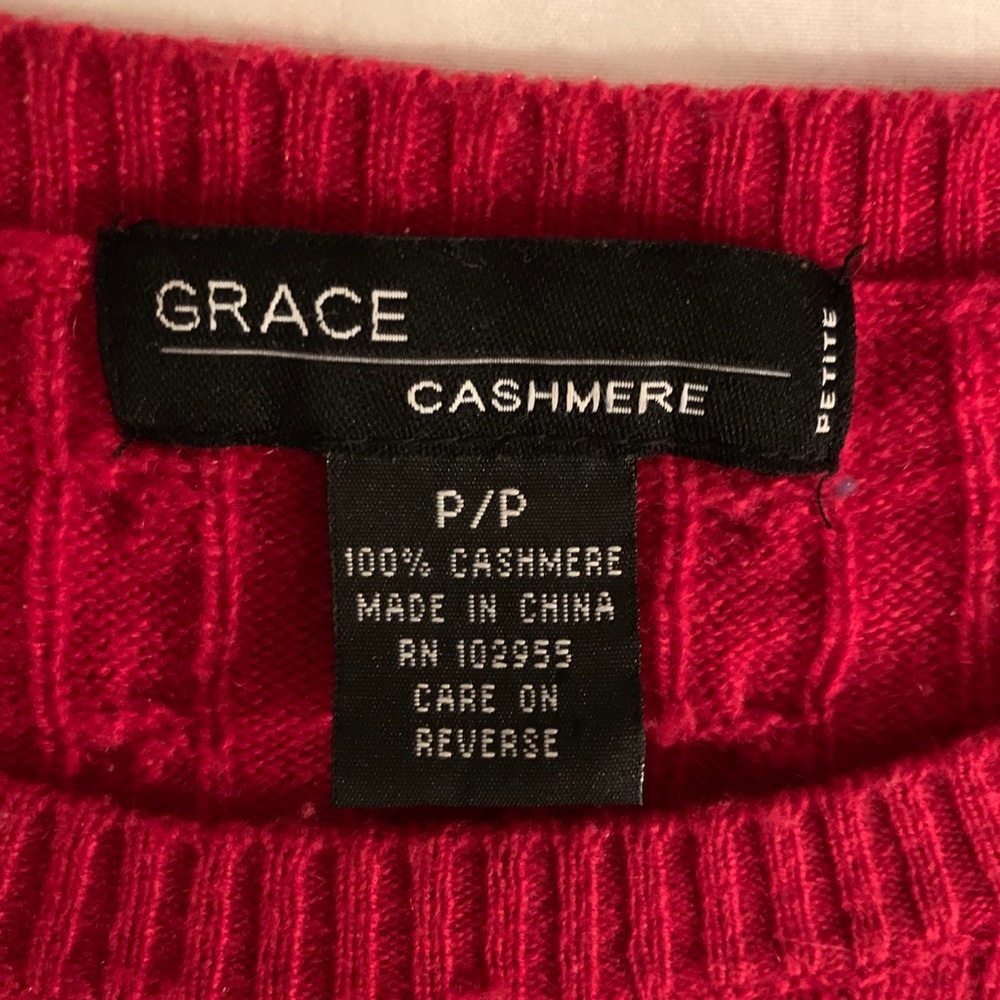 GRACE
CASHMERE
PETITE
P/P
100% CASHMERE
MADE IN CHINA
RN 102955
CARE ON
REVERSE